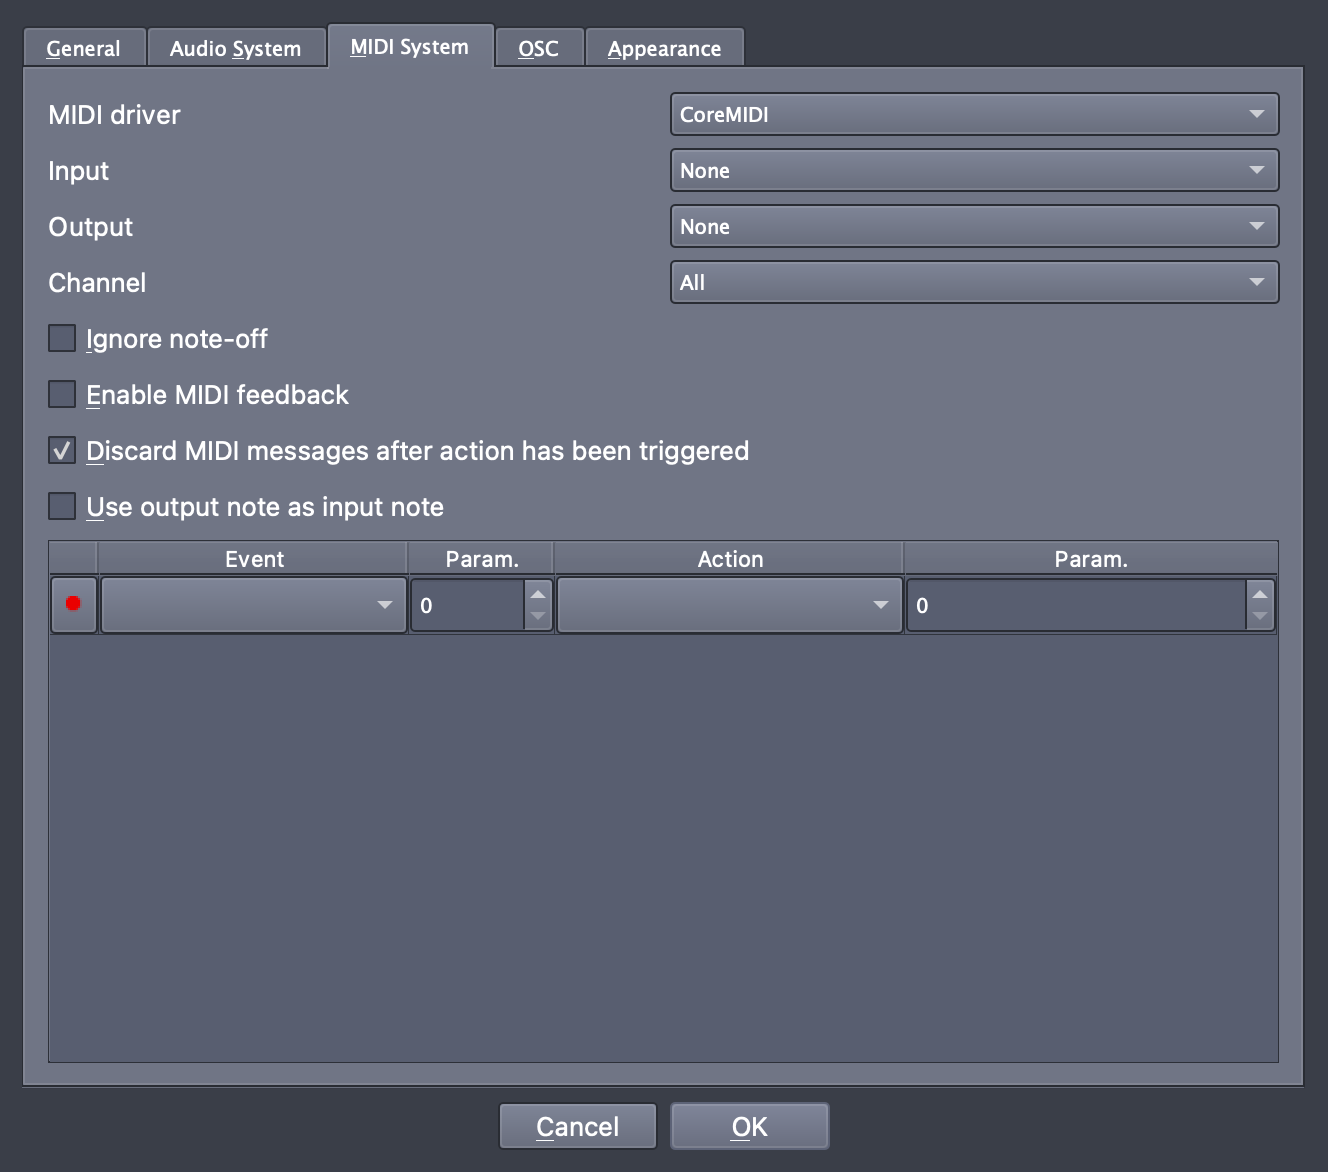 General Audio System MIDI System OSC Appearance
MIDI driver CoreMIDI
Input None
Output None
Channel All
Ignore note-off
Enable MIDI feedback
Discard MIDI messages after action has been triggered
Use output note as input note
Event Param. Action Param.
0 0
Cancel OK